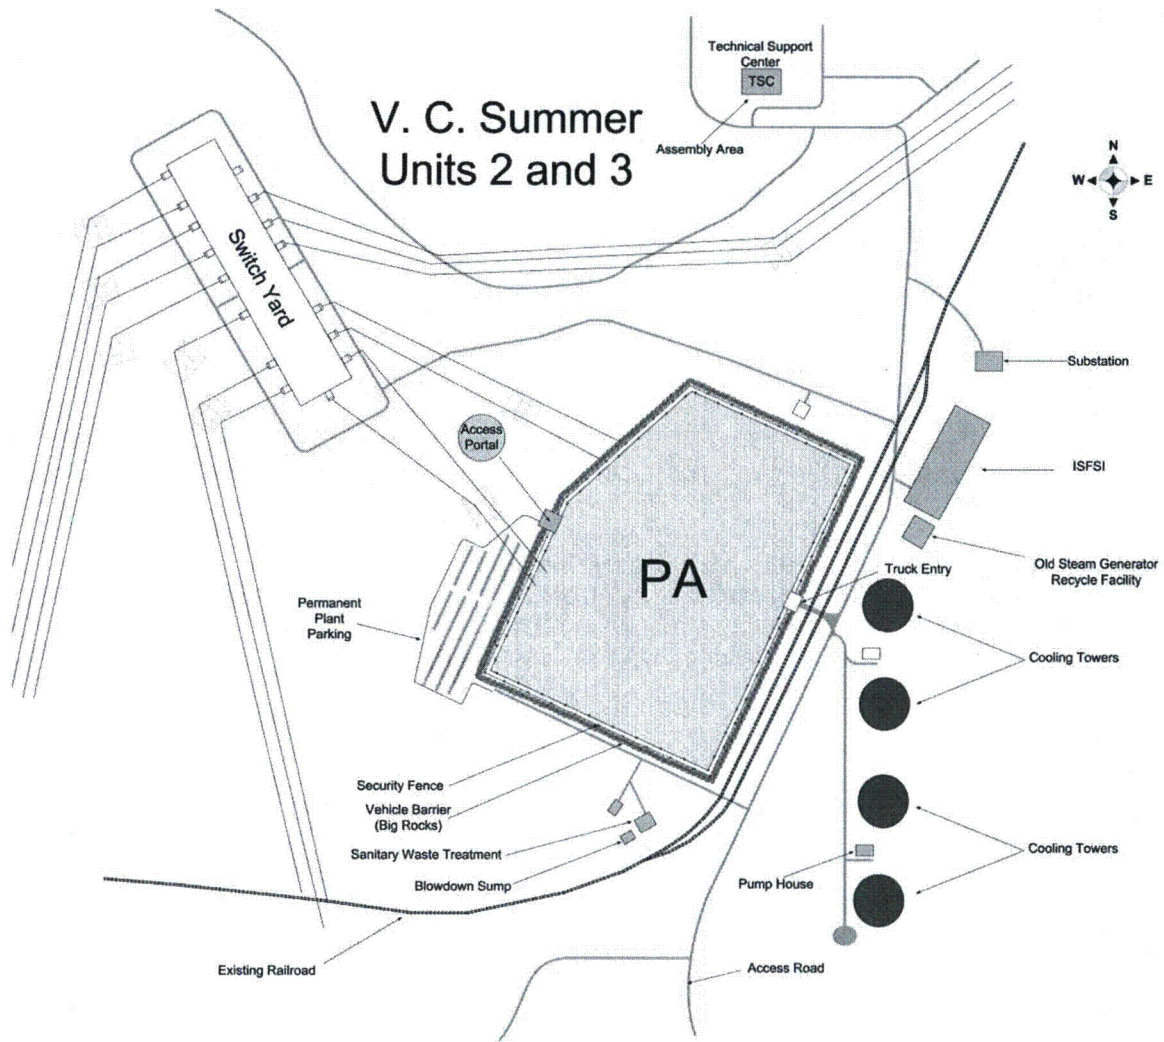 Technical Support
Center
TSC
V. C. Summer
Units 2 and 3
Assembly Area
N
W
E
S
Switch Yard
Substation
Access
Portal
ISFSI
PA
Truck Entry
Old Steam Generator
Recycle Facility
Permanent
Plant
Parking
Cooling Towers
Security Fence
Vehicle Barrier
(Big Rocks)
Sanitary Waste Treatment
Cooling Towers
Blowdown Sump
Pump House
Existing Railroad
Access Road